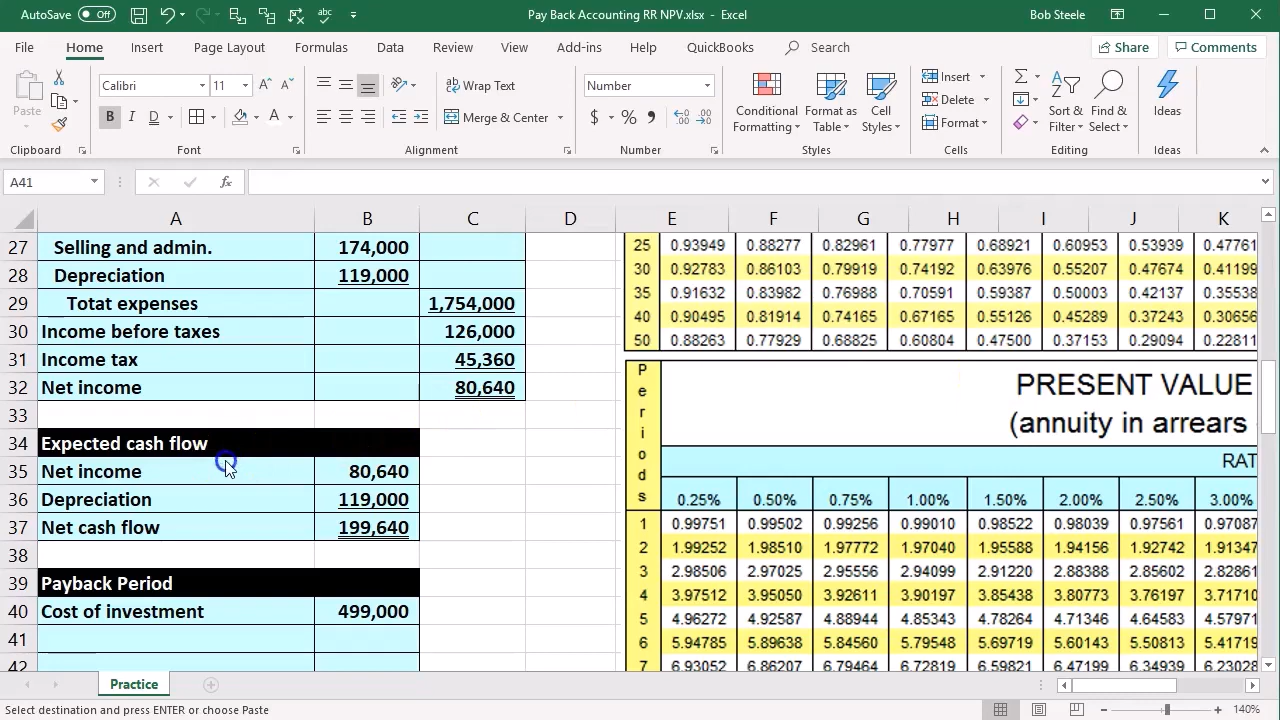 AutoSave Off Pay Back Accounting RR NPV.xlsx - Excel Bob Steele
File Home Insert Page Layout Formulas Data Review View Add-ins Help QuickBooks Search Share Comments
Paste Calibri 11 Wrap Text Number Conditional Formatting Format as Table Cell Styles Insert Delete Format Sort & Filter Find & Select Ideas
B I D Merge & Center $ %
Clipboard Font Alignment Number Styles Cells Editing Ideas
A41 fx
A B C D E F G H I J K
27 Selling and admin. 174,000 25 0.93949 0.88277 0.82961 0.77977 0.68921 0.60953 0.53939 0.47761
28 Depreciation 119,000 30 0.92783 0.86103 0.79919 0.74192 0.63976 0.55207 0.47674 0.41199
29 Totat expenses 1,754,000 35 0.91632 0.83982 0.76988 0.70591 0.59387 0.50003 0.42137 0.35538
30 Income before taxes 126,000 40 0.90495 0.81914 0.74165 0.67165 0.55126 0.45289 0.37243 0.30656
31 Income tax 45,360 50 0.88263 0.77929 0.68825 0.60804 0.47500 0.37153 0.29094 0.22811
32 Net income 80,640
33
34 Expected cash flow
35 Net income 80,640
36 Depreciation 119,000
37 Net cash flow 199,640
38
39 Payback Period
40 Cost of investment 499,000
41
42
Periods
PRESENT VALUE
(annuity in arrears
RAT
0.25% 0.50% 0.75% 1.00% 1.50% 2.00% 2.50% 3.00%
1 0.99751 0.99502 0.99256 0.99010 0.98522 0.98039 0.97561 0.97087
2 1.99252 1.98510 1.97772 1.97040 1.95588 1.94156 1.92742 1.91347
3 2.98506 2.97025 2.95556 2.94099 2.91220 2.88388 2.85602 2.82861
4 3.97512 3.95050 3.92611 3.90197 3.85438 3.80773 3.76197 3.71710
5 4.96272 4.92587 4.88944 4.85343 4.78264 4.71346 4.64583 4.57971
6 5.94785 5.89638 5.84560 5.79548 5.69719 5.60143 5.50813 5.41719
7 6.93052 6.86207 6.79464 6.72819 6.59821 6.47199 6.34939 6.23028
Practice
Select destination and press ENTER or choose Paste 140%